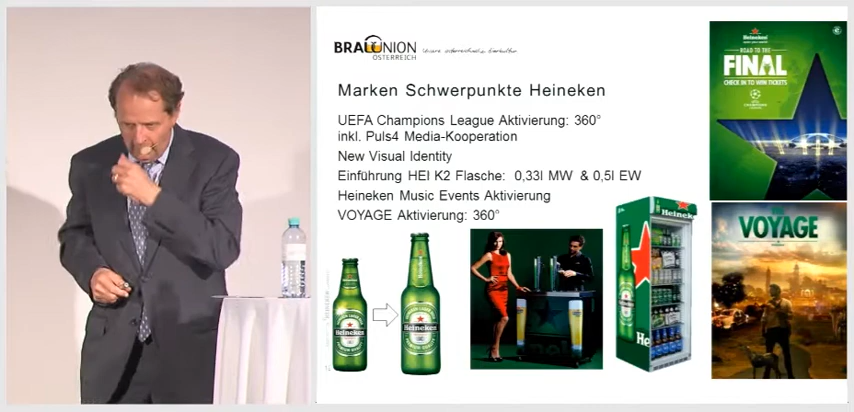 BRAU UNION
ÖSTERREICH
Marken Schwerpunkte Heineken
UEFA Champions League Aktivierung: 360°
inkl. Puls4 Media-Kooperation
New Visual Identity
Einführung HEI K2 Flasche: 0,33l MW & 0,5l EW
Heineken Music Events Aktivierung
VOYAGE Aktivierung: 360°
Heineken
ROAD TO THE
FINAL
CHECK IN TO WIN TICKETS
VOYAGE
Heineken
Heineken
Heineken